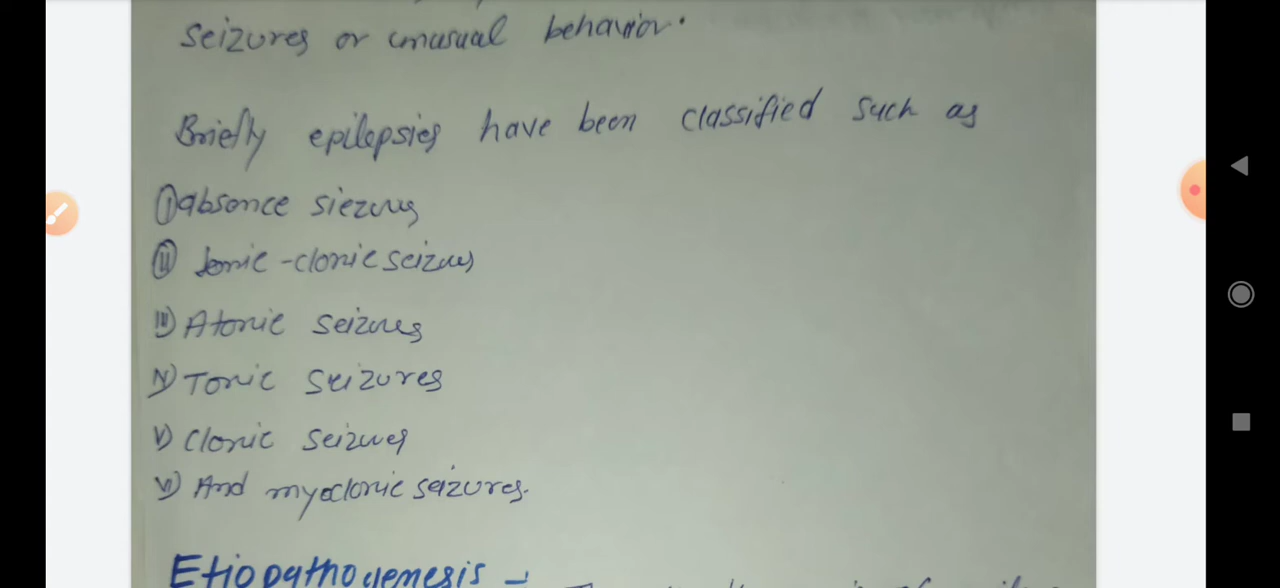 seizures or unusual behavior.
Briefly epilepsies have been classified such as
I) absence siezures
II) tonic-clonic seizures
III) Atonic seizures
IV) Tonic seizures
V) Clonic seizures
VI) And myoclonic seizures.
Etiopathogenesis -